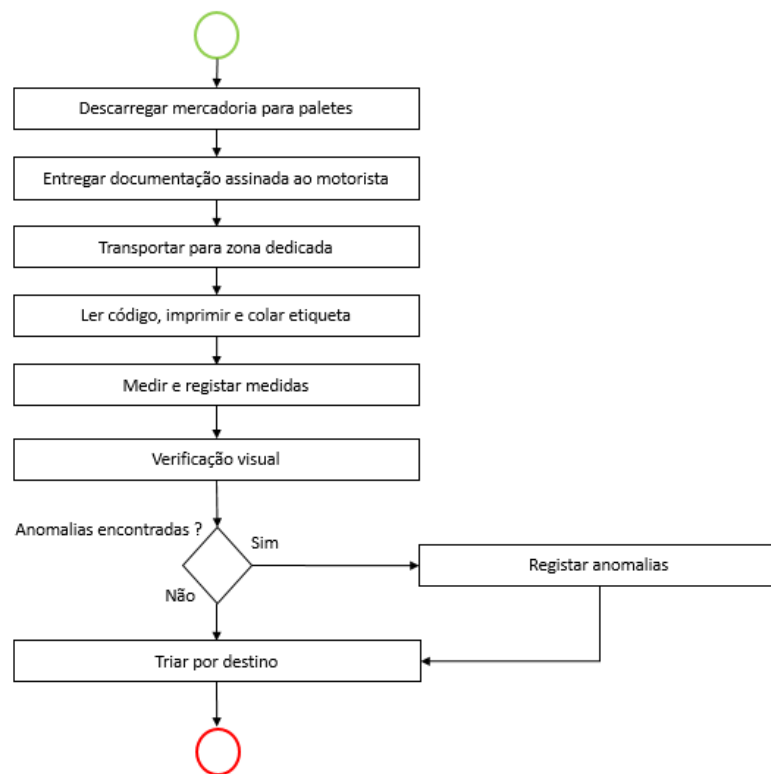 Descarregar mercadoria para paletes
Entregar documentação assinada ao motorista
Transportar para zona dedicada
Ler código, imprimir e colar etiqueta
Medir e registar medidas
Verificação visual
Anomalias encontradas ?
Sim
Registar anomalias
Não
Triar por destino